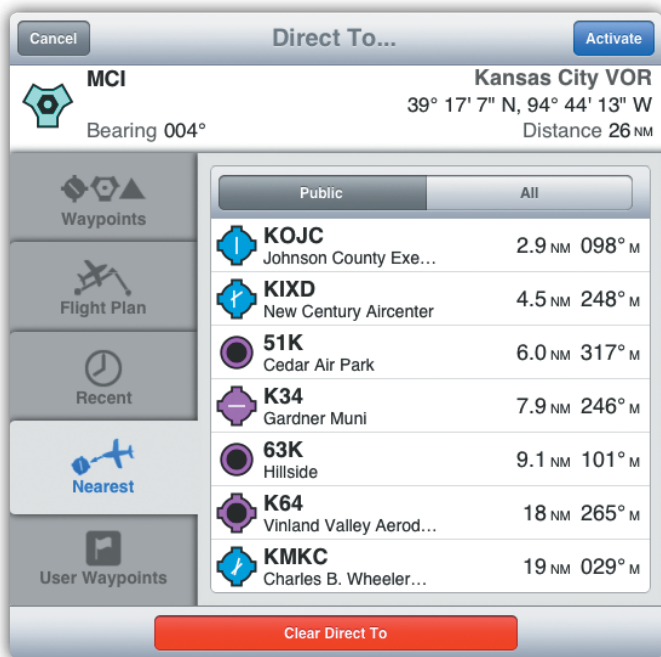 Cancel
Direct To...
Activate
MCI
Kansas City VOR
39° 17' 7" N, 94° 44' 13" W
Bearing 004°
Distance 26 NM
Waypoints
Flight Plan
Recent
Nearest
User Waypoints
Public
All
KOJC
Johnson County Exe...
2.9 NM 098° M
KIXD
New Century Aircenter
4.5 NM 248° M
51K
Cedar Air Park
6.0 NM 317° M
K34
Gardner Muni
7.9 NM 246° M
63K
Hillside
9.1 NM 101° M
K64
Vinland Valley Aerod...
18 NM 265° M
KMKC
Charles B. Wheeler...
19 NM 029° M
Clear Direct To